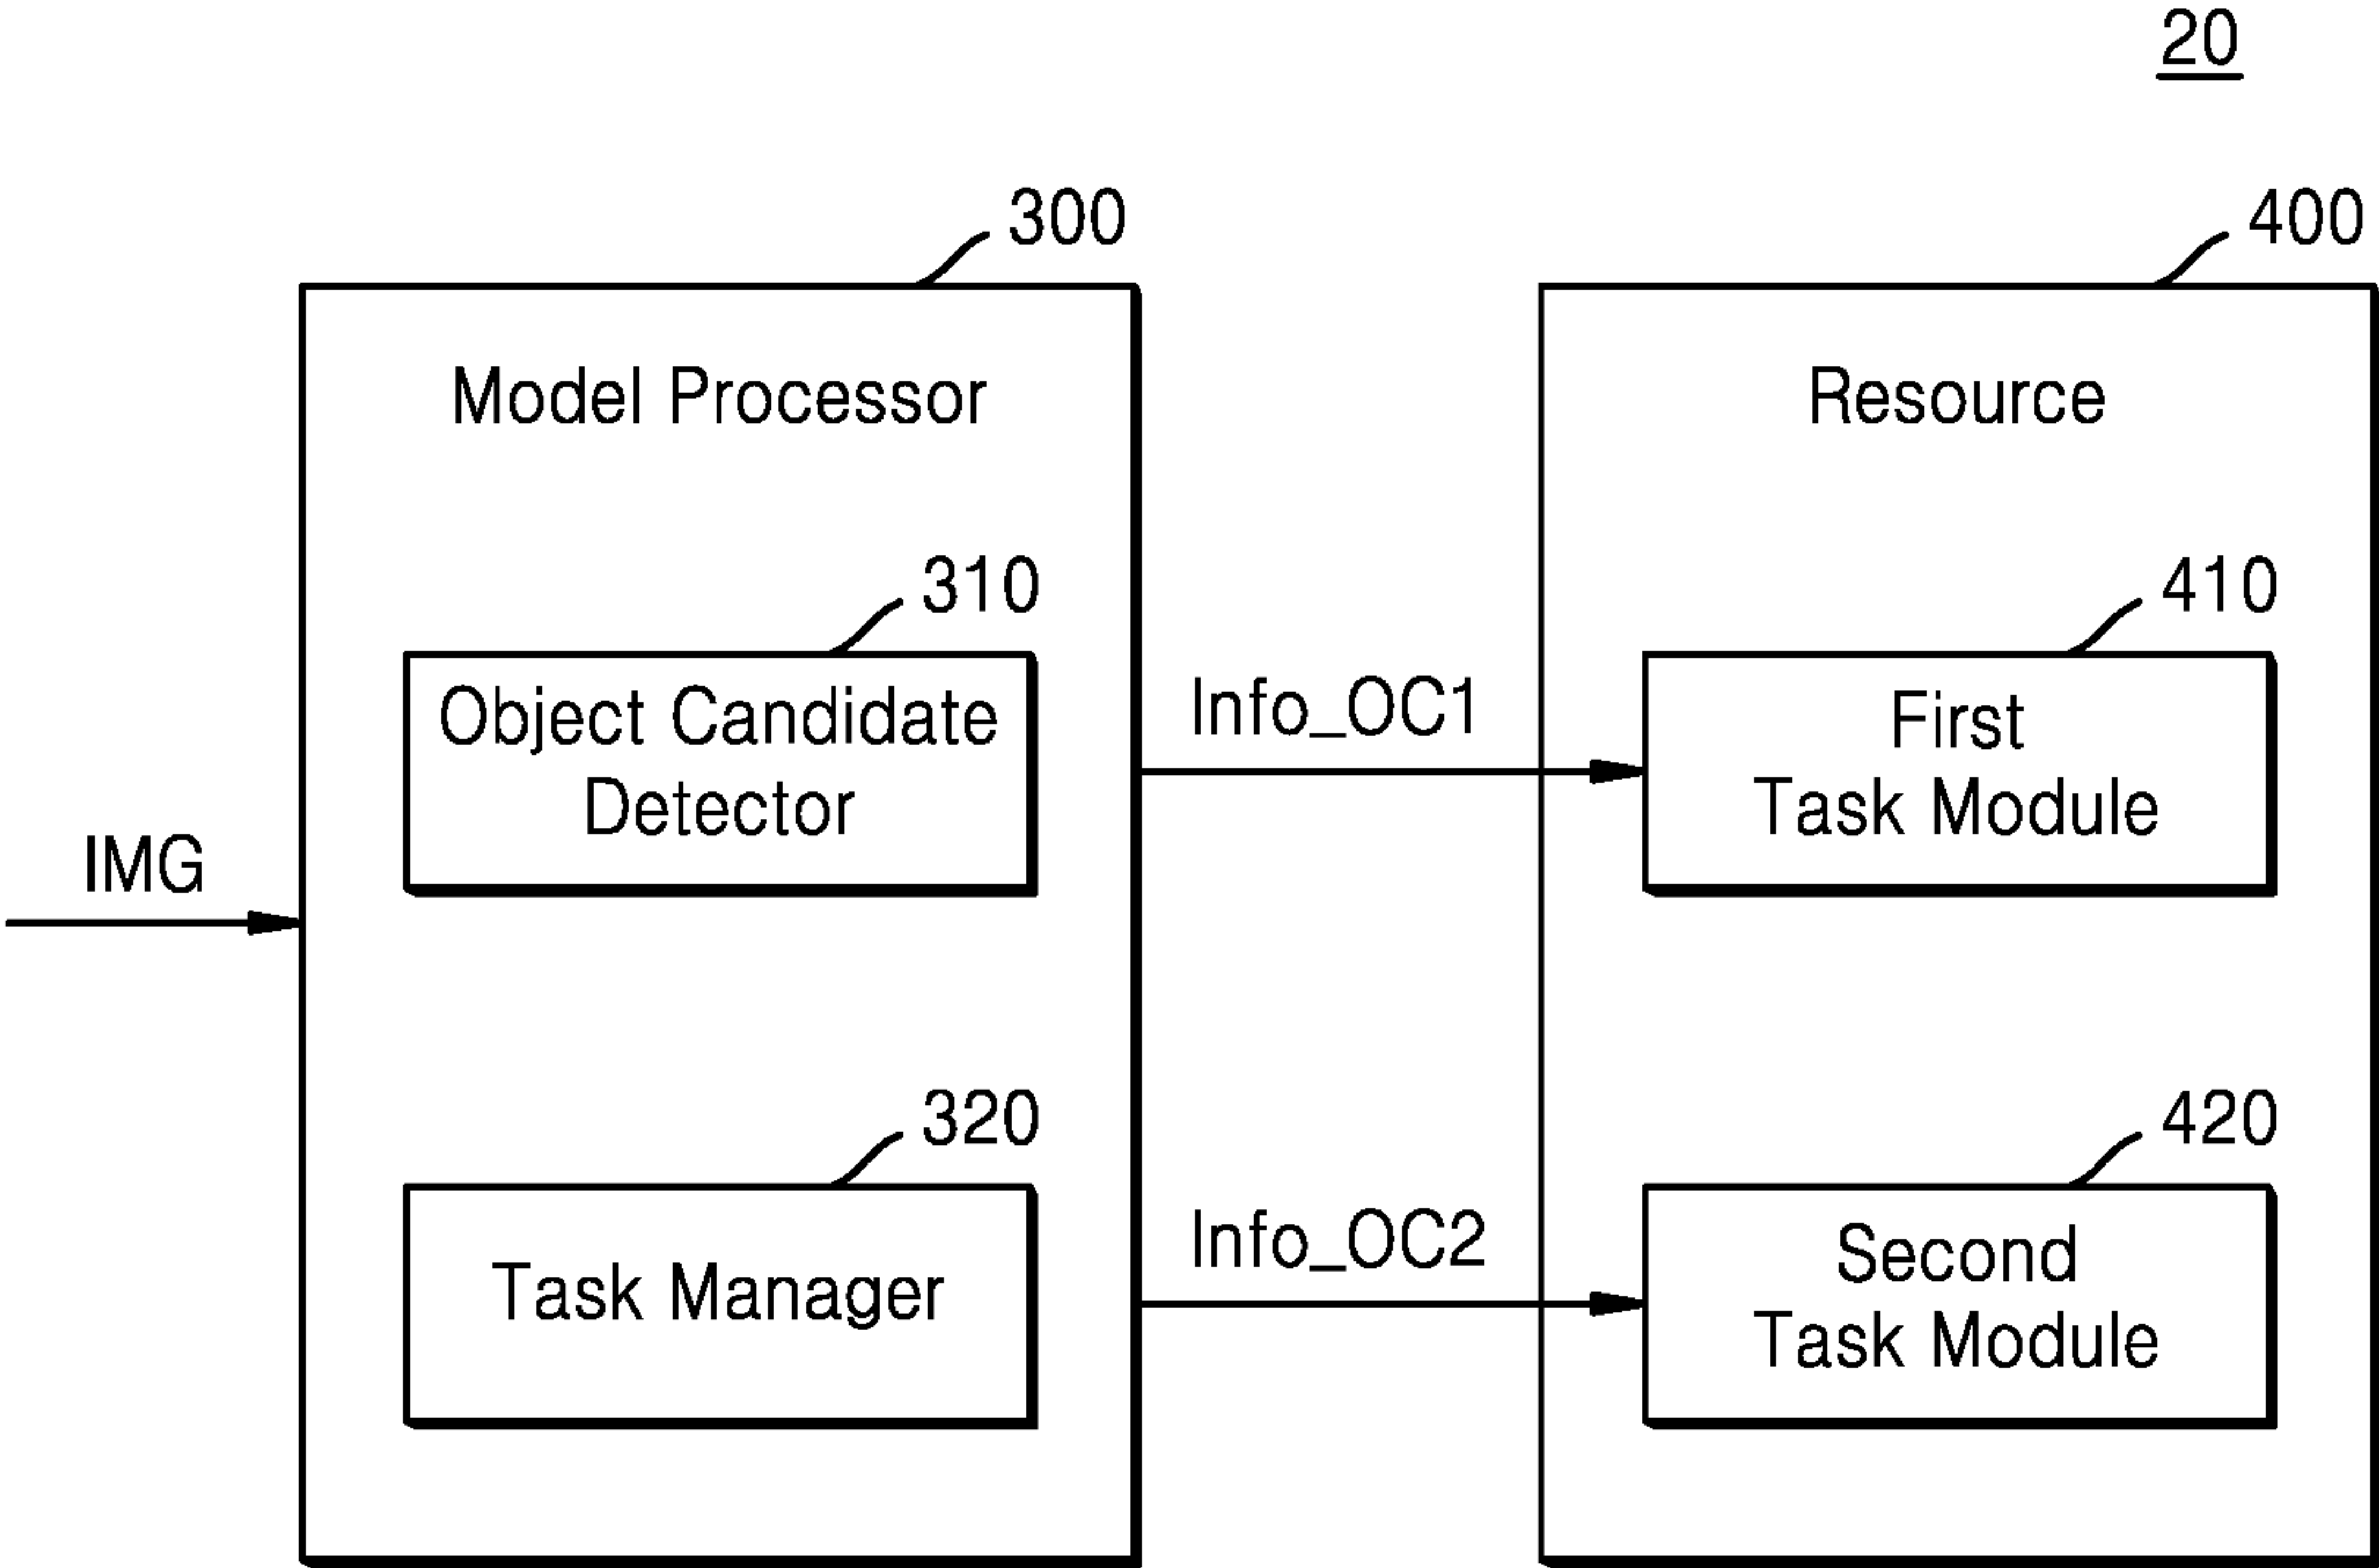 20
300
400
Model Processor
Resource
310
410
Object Candidate
Detector
Info_OC1
First
Task Module
IMG
320
420
Task Manager
Info_OC2
Second
Task Module